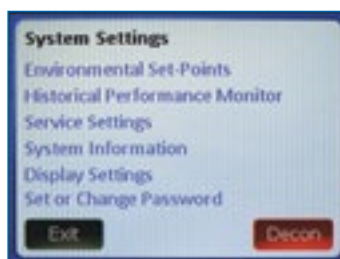 System Settings
Environmental Set-Points
Historical Performance Monitor
Service Settings
System Information
Display Settings
Set or Change Password
Exit Decon